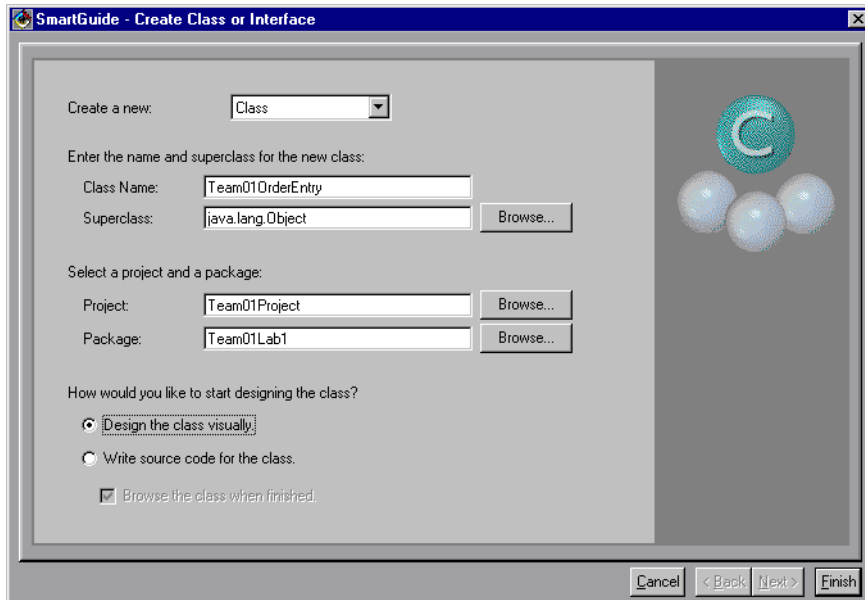 SmartGuide - Create Class or Interface
Create a new: Class
Enter the name and superclass for the new class:
Class Name: Team01OrderEntry
Superclass: java.lang.Object Browse...
Select a project and a package:
Project: Team01Project Browse...
Package: Team01Lab1 Browse...
How would you like to start designing the class?
Design the class visually.
Write source code for the class.
Browse the class when finished.
Cancel < Back Next > Finish
C